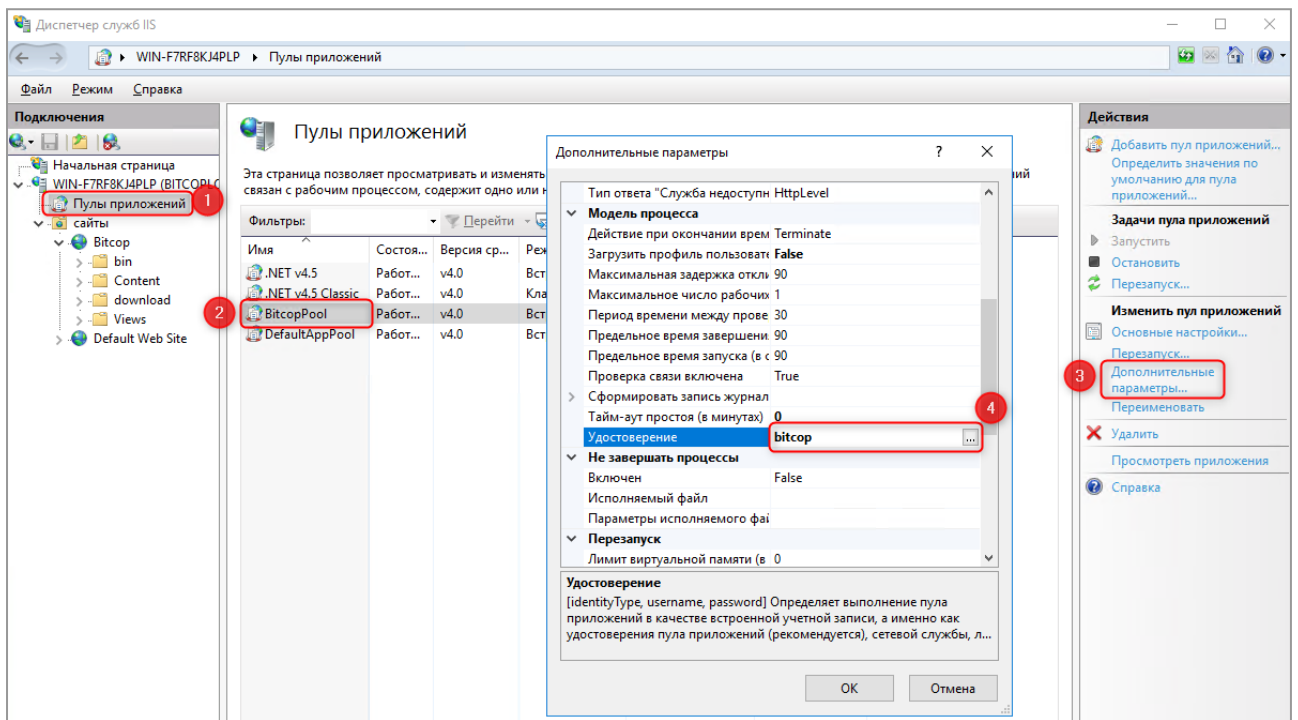 Диспетчер служб IIS
WIN-F7RF8KJ4PLP
Пулы приложений
Файл Режим Справка
Подключения
Начальная страница
WIN-F7RF8KJ4PLP (BITCOPLC
Пулы приложений
1
сайты
Bitcop
bin
Content
download
Views
Default Web Site
Пулы приложений
Эта страница позволяет просматривать и изменять
связан с рабочим процессом, содержит одно или
ий
Фильтры:
Перейти
Имя Состоя... Версия ср... Реж
.NET v4.5 Работ... v4.0 Вст
.NET v4.5 Classic Работ... v4.0 Кла
2 BitcopPool Работ... v4.0 Вст
DefaultAppPool Работ... v4.0 Вст
Дополнительные параметры ? ×
Тип ответа "Служба недоступн HttpLevel
Модель процесса
Действие при окончании врем Terminate
Загрузить профиль пользовате False
Максимальная задержка откли 90
Максимальное число рабочих 1
Период времени между прове 30
Предельное время завершени 90
Предельное время запуска (в с 90
Проверка связи включена True
Сформировать запись журнал
Тайм-аут простоя (в минутах) 0
4
Удостоверение bitcop ...
Не завершать процессы
Включен False
Исполняемый файл
Параметры исполняемого фай
Перезапуск
Лимит виртуальной памяти (в 0
Удостоверение
[identityType, username, password] Определяет выполнение пула
приложений в качестве встроенной учетной записи, а именно как
удостоверения пула приложений (рекомендуется), сетевой службы, л...
OK Отмена
Действия
Добавить пул приложений...
Определить значения по
умолчанию для пула
приложений...
Задачи пула приложений
Запустить
Остановить
Перезапуск...
Изменить пул приложений
Основные настройки...
Перезапуск...
3
Дополнительные
параметры...
Переименовать
Удалить
Просмотреть приложения
Справка